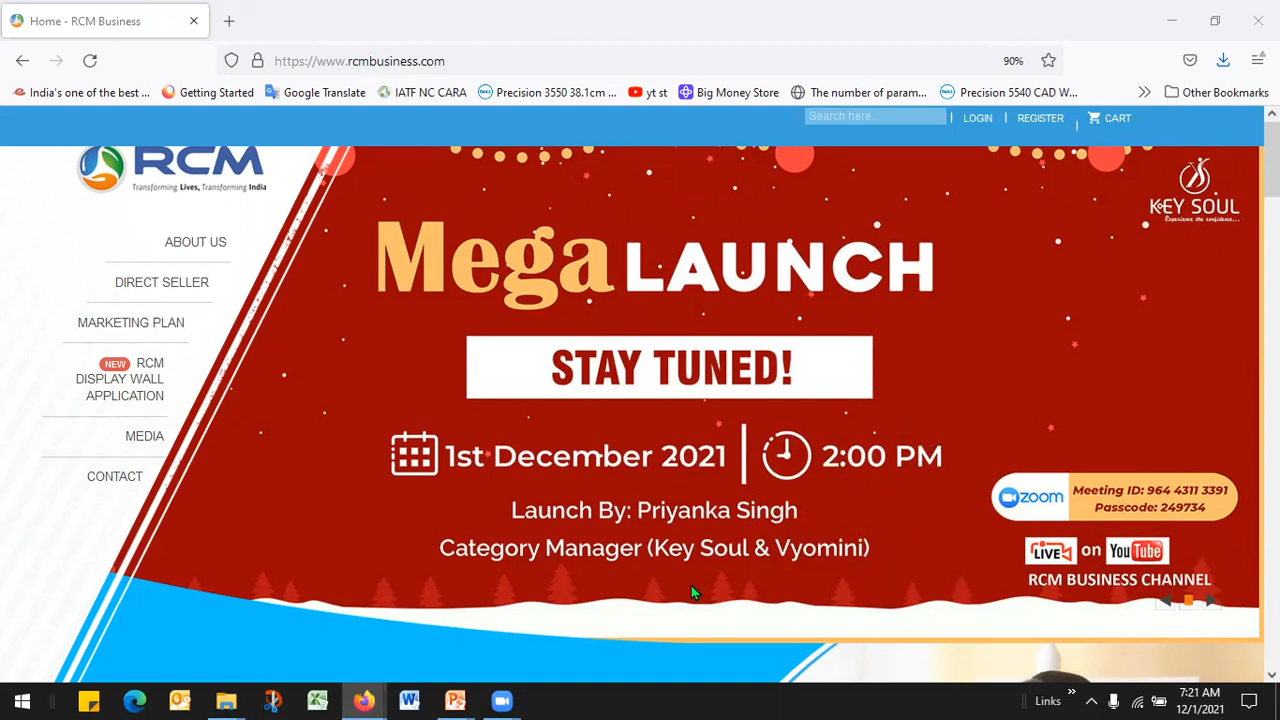 Home - RCM Business
https://www.rcmbusiness.com
90%
India's one of the best ...
Getting Started
Google Translate
IATF NC CARA
Precision 3550 38.1cm ...
yt st
Big Money Store
The number of param...
Precision 5540 CAD W...
Other Bookmarks
Search here...
LOGIN
REGISTER
CART
RCM
Transforming Lives, Transforming India
ABOUT US
DIRECT SELLER
MARKETING PLAN
NEW RCM
DISPLAY WALL
APPLICATION
MEDIA
CONTACT
KEY SOUL
Experience the confidence...
Mega LAUNCH
STAY TUNED!
1st December 2021 | 2:00 PM
Launch By: Priyanka Singh
Category Manager (Key Soul & Vyomini)
zoom
Meeting ID: 964 4311 3391
Passcode: 249734
LIVE on YouTube
RCM BUSINESS CHANNEL
Links
7:21 AM
12/1/2021